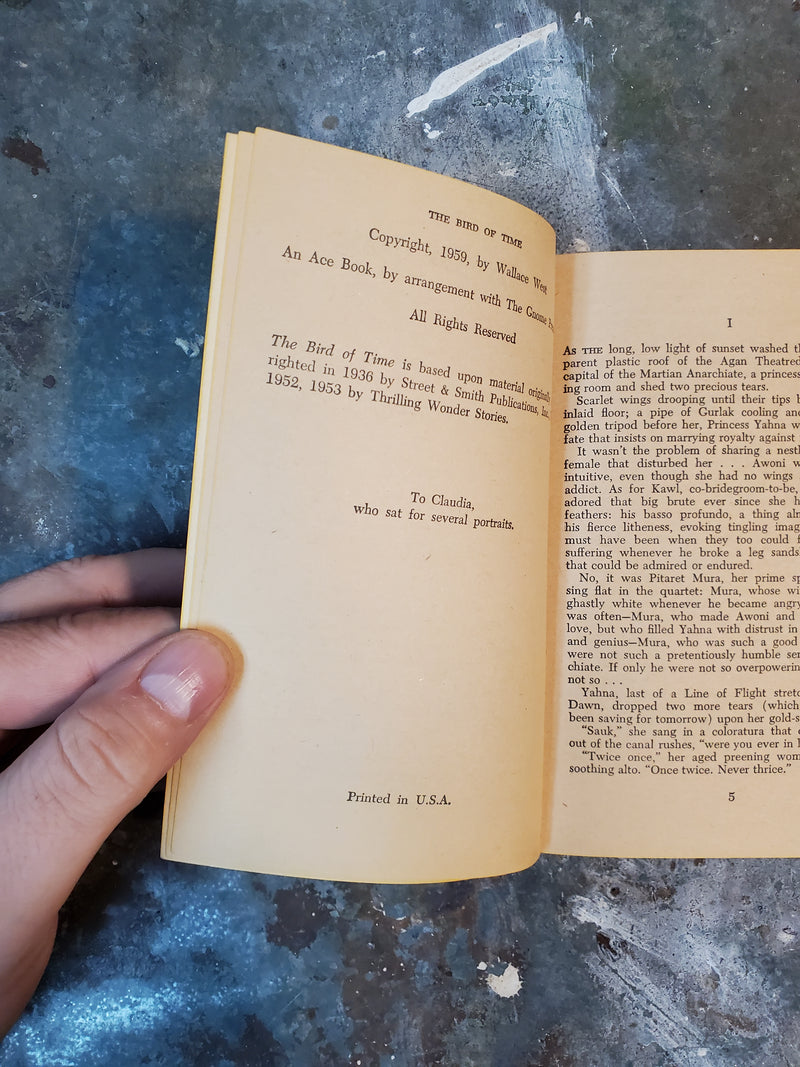 THE BIRD OF TIME
Copyright, 1959, by Wallace West
An Ace Book, by arrangement with The Gnome
All Rights Reserved
The Bird of Time is based upon material originally
righted in 1936 by Street & Smith Publications, Inc.
1952, 1953 by Thrilling Wonder Stories.
To Claudia,
who sat for several portraits.
Printed in U.S.A.
I
AS THE long, low light of sunset washed
parent plastic roof of the Agan Theatred
capital of the Martian Anarchiate, a princess
ing room and shed two precious tears.
Scarlet wings drooping until their tips
inlaid floor; a pipe of Gurlak cooling and
golden tripod before her, Princess Yahna
fate that insists on marrying royalty against
It wasn't the problem of sharing a
female that disturbed her . . . Awoni
intuitive, even though she had no wings
addict. As for Kawl, co-bridegroom-to-be,
adored that big brute ever since she
feathers: his basso profundo, a thing
his fierce litheness, evoking tingling
must have been when they too could
suffering whenever he broke a leg
that could be admired or endured.
No, it was Pitaret Mura, her prime
sing flat in the quartet: Mura, whose
ghastly white whenever he became angry
was often—Mura, who made Awoni and
love, but who filled Yahna with distrust in
and genius—Mura, who was such a good
were not such a pretentiously humble
chiate. If only he were not so
not so . . .
Yahna, last of a Line of Flight
Dawn, dropped two more tears (which
been saving for tomorrow) upon her
"Sauk," she sang in a coloratura that
out of the canal rushes, "were you ever in
"Twice once," her aged preening
soothing alto. "Once twice. Never thrice."
5